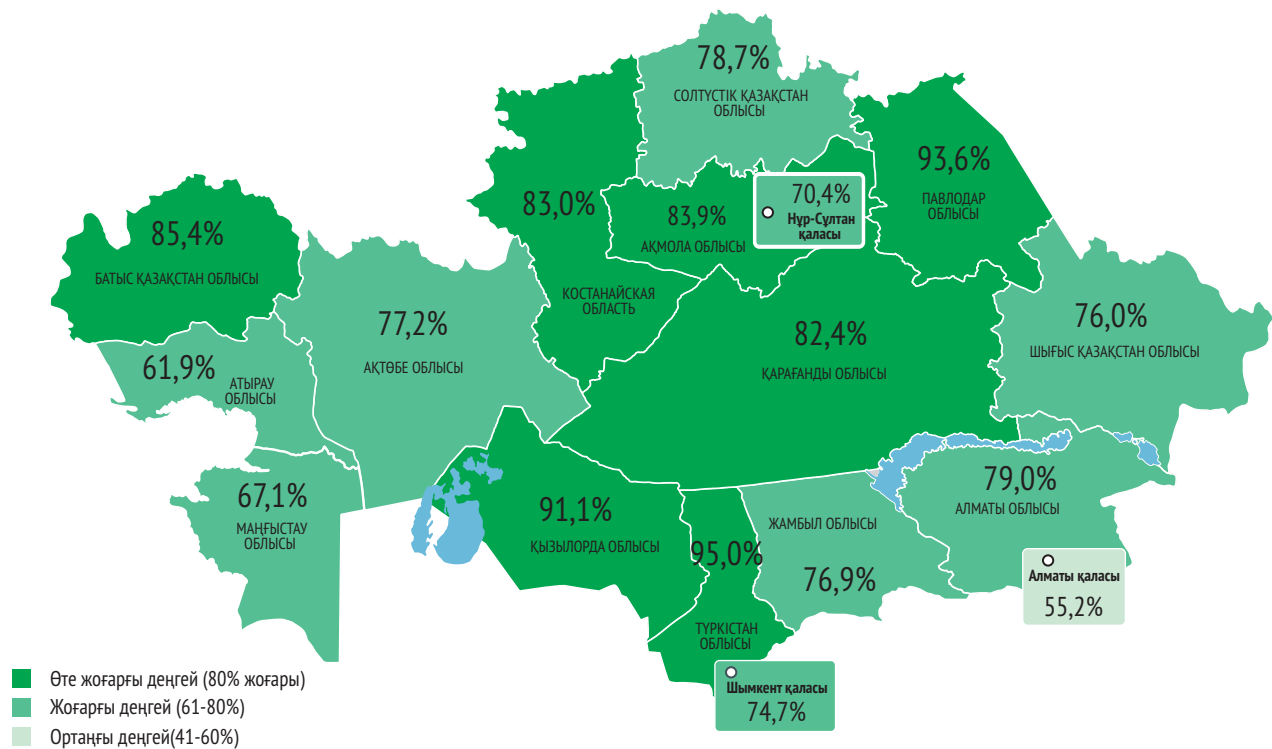 78,7%
СОЛТҮСТІК ҚАЗАҚСТАН
ОБЛЫСЫ
93,6%
ПАВЛОДАР
ОБЛЫСЫ
83,0%
КОСТАНАЙСКАЯ
ОБЛАСТЬ
83,9%
АҚМОЛА ОБЛЫСЫ
70,4%
Нұр-Сұлтан
қаласы
85,4%
БАТЫС ҚАЗАҚСТАН ОБЛЫСЫ
77,2%
АҚТӨБЕ ОБЛЫСЫ
82,4%
ҚАРАҒАНДЫ ОБЛЫСЫ
76,0%
ШЫҒЫС ҚАЗАҚСТАН ОБЛЫСЫ
61,9%
АТЫРАУ
ОБЛЫСЫ
67,1%
МАҢҒЫСТАУ
ОБЛЫСЫ
91,1%
ҚЫЗЫЛОРДА ОБЛЫСЫ
95,0%
ТҮРКІСТАН
ОБЛЫСЫ
ЖАМБЫЛ ОБЛЫСЫ
76,9%
79,0%
АЛМАТЫ ОБЛЫСЫ
Алматы қаласы
55,2%
Шымкент қаласы
74,7%
Өте жоғарғы деңгей (80% жоғары)
Жоғарғы деңгей (61-80%)
Ортаңғы деңгей(41-60%)